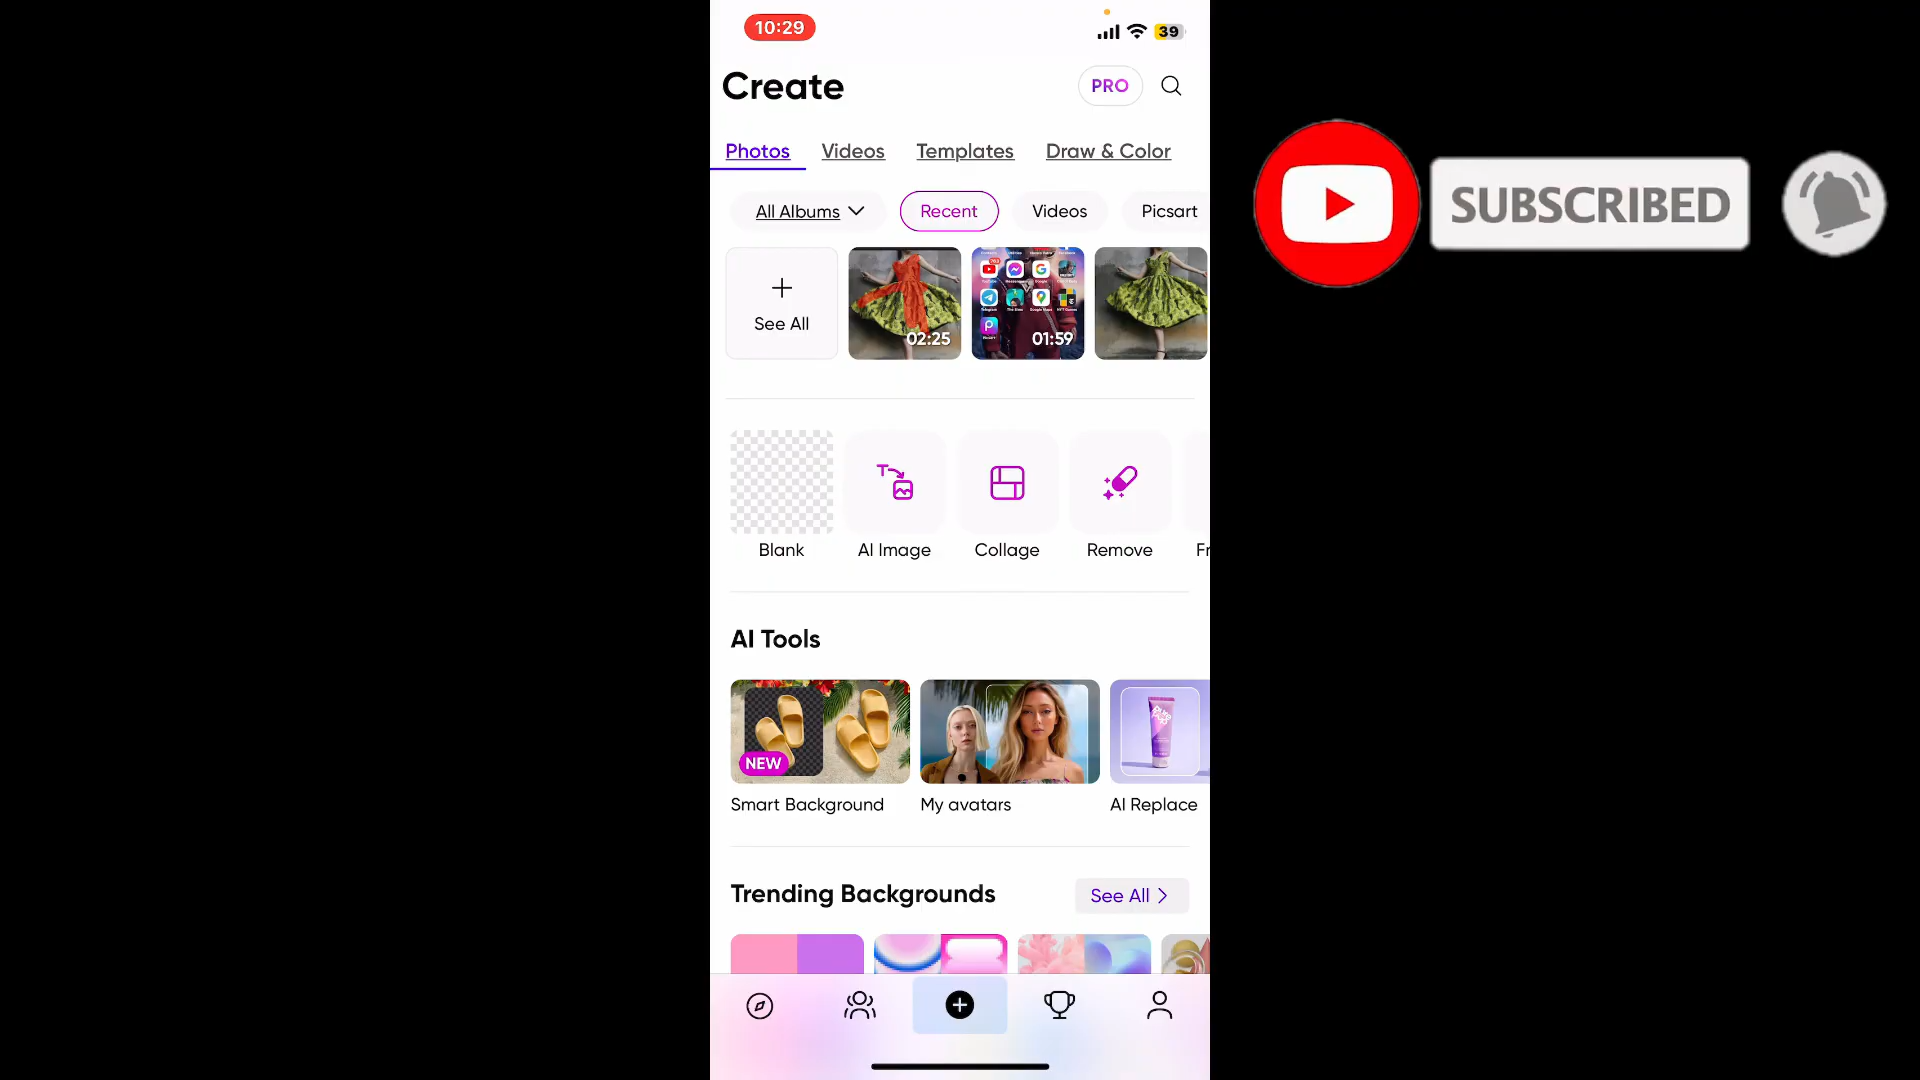 10:29
39
Create
PRO
Photos
Videos
Templates
Draw & Color
All Albums
Recent
Videos
Picsart
See All
02:25
01:59
Blank
AI Image
Collage
Remove
Fr
AI Tools
NEW
Smart Background
My avatars
AI Replace
Trending Backgrounds
See All
SUBSCRIBED